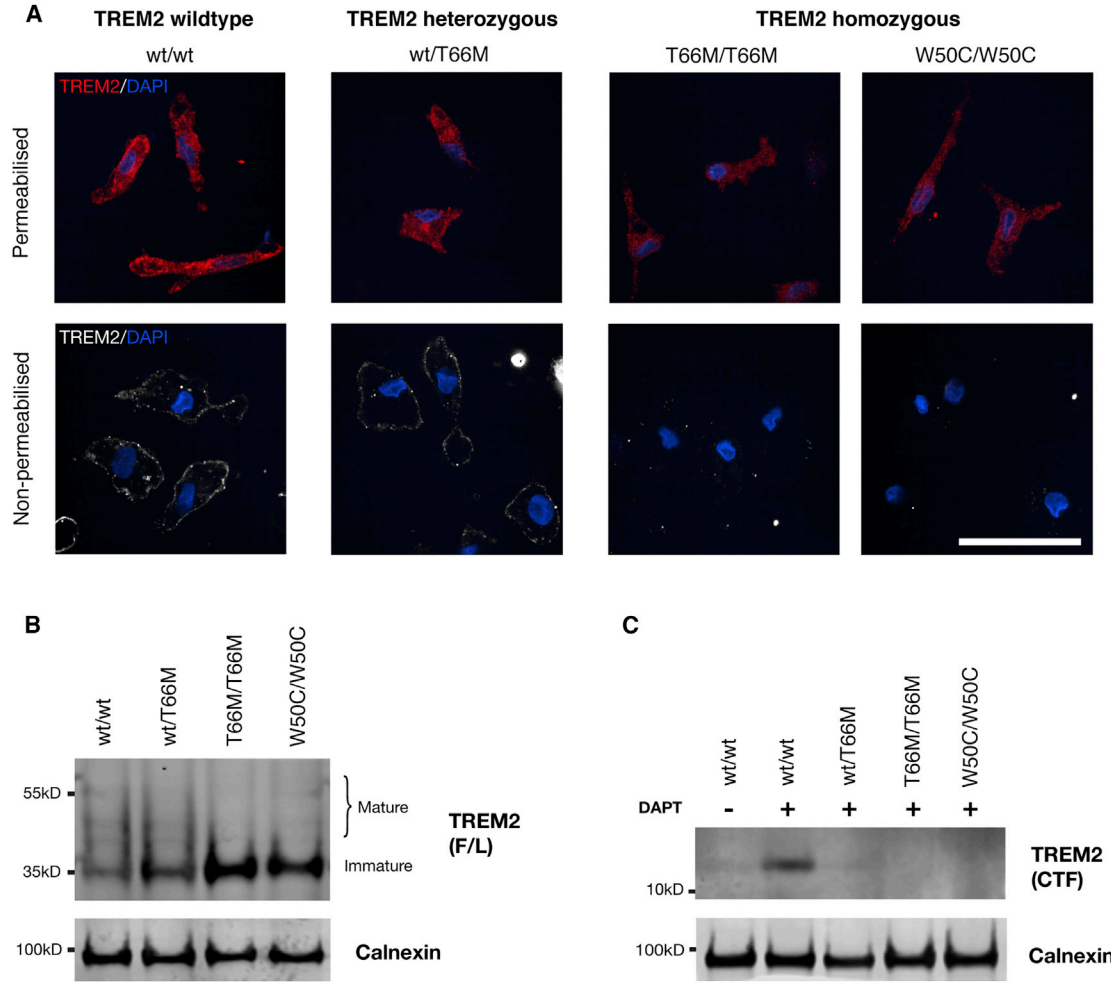 A
TREM2 wildtype
TREM2 heterozygous
TREM2 homozygous
wt/wt
wt/T66M
T66M/T66M
W50C/W50C
Permeabilised
TREM2/DAPI
Non-permeabilised
TREM2/DAPI
B
wt/wt
wt/T66M
T66M/T66M
W50C/W50C
55kD
Mature
35kD
Immature
TREM2
(F/L)
100kD
Calnexin
C
wt/wt
wt/wt
wt/T66M
T66M/T66M
W50C/W50C
DAPT - + + + +
10kD
TREM2
(CTF)
100kD
Calnexin